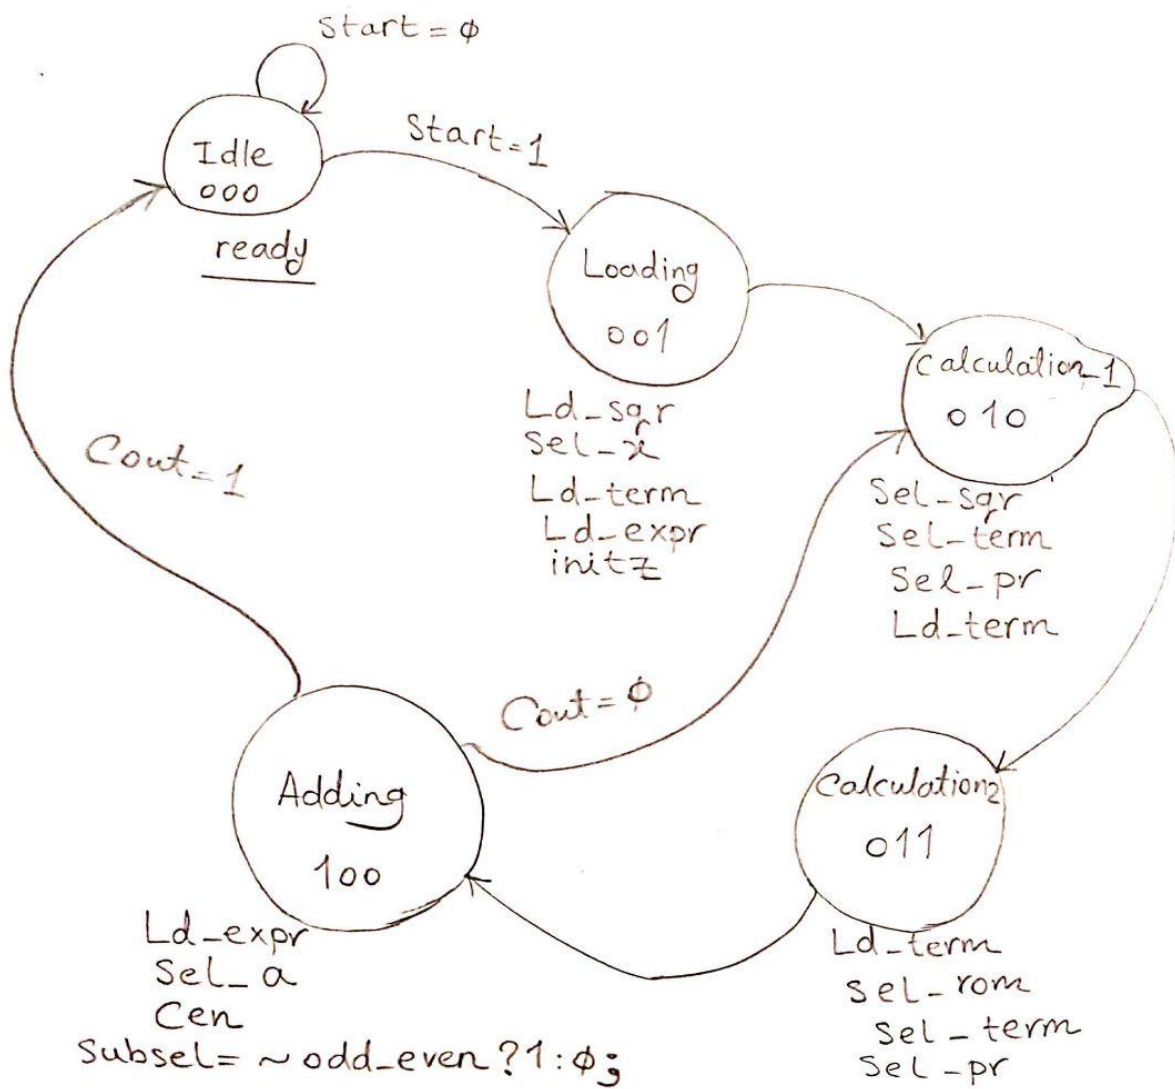 Start=ϕ
Idle
000
ready
Start=1
Loading
001
Ld_sqr
Sel_x
Ld_term
Ld_expr
initz
Calculation_1
010
Sel_sqr
Sel_term
Sel_pr
Ld_term
Cout=1
Cout=ϕ
Adding
100
Ld_expr
Sel_a
Cen
Subsel= ~odd_even?1:ϕ;
Calculation2
011
Ld_term
Sel_rom
Sel_term
Sel_pr